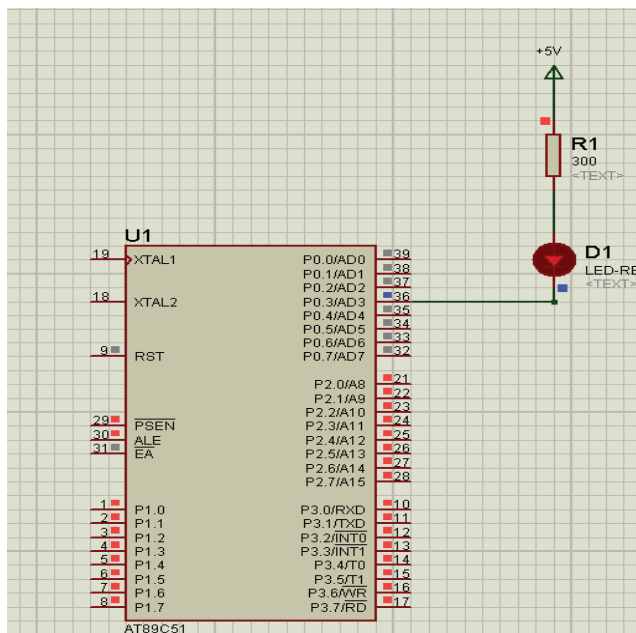 +5V
R1
300
<TEXT>
D1
LED-RE
<TEXT>
U1
19 XTAL1 P0.0/AD0 39
P0.1/AD1 38
P0.2/AD2 37
18 XTAL2 P0.3/AD3 36
P0.4/AD4 35
P0.5/AD5 34
P0.6/AD6 33
9 RST P0.7/AD7 32
P2.0/A8 21
P2.1/A9 22
P2.2/A10 23
29 PSEN P2.3/A11 24
30 ALE P2.4/A12 25
31 EA P2.5/A13 26
P2.6/A14 27
P2.7/A15 28
1 P1.0 P3.0/RXD 10
2 P1.1 P3.1/TXD 11
3 P1.2 P3.2/INT0 12
4 P1.3 P3.3/INT1 13
5 P1.4 P3.4/T0 14
6 P1.5 P3.5/T1 15
7 P1.6 P3.6/WR 16
8 P1.7 P3.7/RD 17
AT89C51